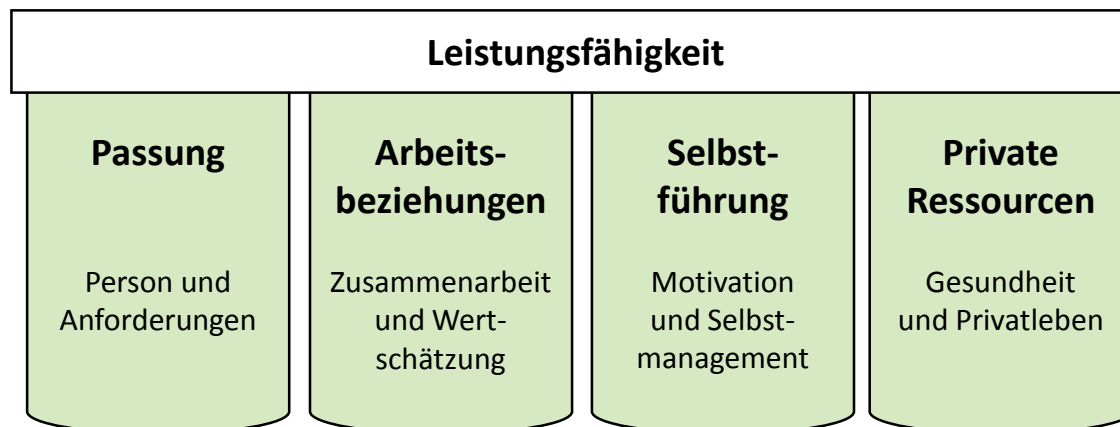 Leistungsfähigkeit
Passung
Person und
Anforderungen
Arbeits-
beziehungen
Zusammenarbeit
und Wert-
schätzung
Selbst-
führung
Motivation
und Selbst-
management
Private
Ressourcen
Gesundheit
und Privatleben